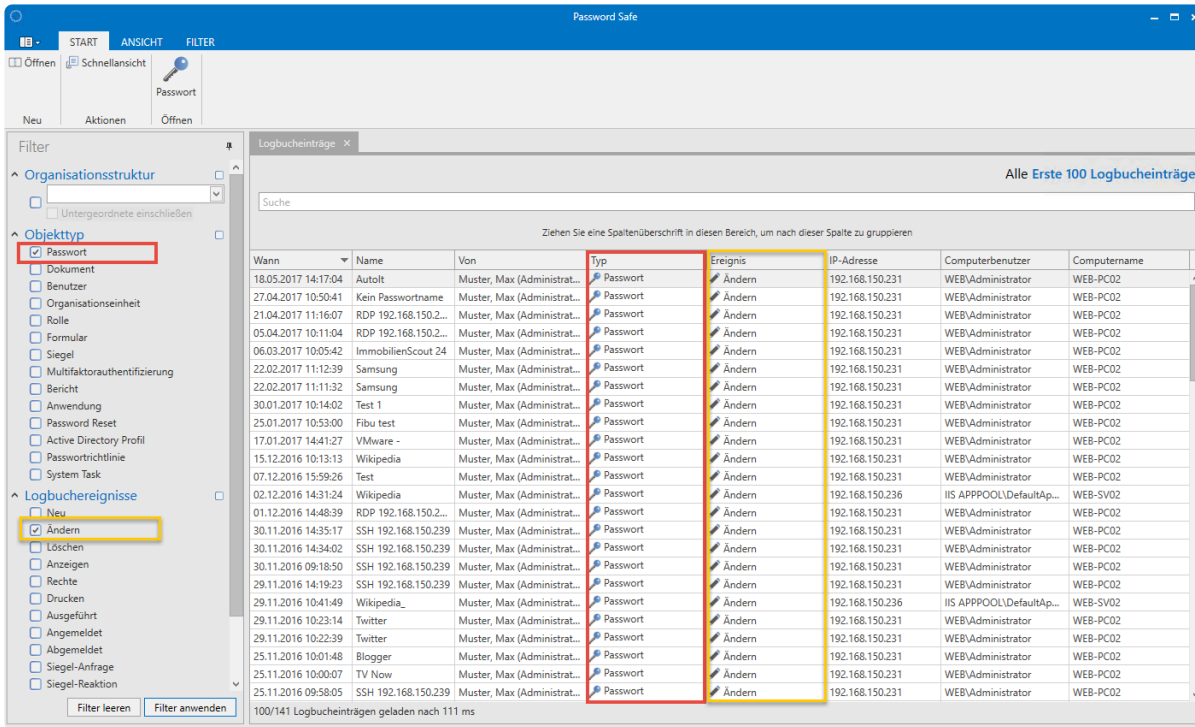 Password Safe
START ANSICHT FILTER
Öffnen Schnellansicht
Passwort
Neu Aktionen Öffnen
Filter
Organisationsstruktur
Untergeordnete einschließen
Objekttyp
Passwort
Dokument
Benutzer
Organisationseinheit
Rolle
Formular
Siegel
Multifaktorauthentifizierung
Bericht
Anwendung
Password Reset
Active Directory Profil
Passwortrichtlinie
System Task
Logbuchereignisse
Neu
Ändern
Löschen
Anzeigen
Rechte
Drucken
Ausgeführt
Angemeldet
Abgemeldet
Siegel-Anfrage
Siegel-Reaktion
Filter leeren Filter anwenden
Logbucheinträge ×
Alle Erste 100 Logbucheinträge
Suche
Ziehen Sie eine Spaltenüberschrift in diesen Bereich, um nach dieser Spalte zu gruppieren
Wann Name Von Typ Ereignis IP-Adresse Computerbenutzer Computername
18.05.2017 14:17:04 AutoIt Muster, Max (Administrat... Passwort Ändern 192.168.150.231 WEB\Administrator WEB-PC02
27.04.2017 10:50:41 Kein Passwortname Muster, Max (Administrat... Passwort Ändern 192.168.150.231 WEB\Administrator WEB-PC02
21.04.2017 11:16:07 RDP 192.168.150.2... Muster, Max (Administrat... Passwort Ändern 192.168.150.231 WEB\Administrator WEB-PC02
05.04.2017 10:11:04 RDP 192.168.150.2... Muster, Max (Administrat... Passwort Ändern 192.168.150.231 WEB\Administrator WEB-PC02
06.03.2017 10:05:42 ImmobilienScout 24 Muster, Max (Administrat... Passwort Ändern 192.168.150.231 WEB\Administrator WEB-PC02
22.02.2017 11:12:39 Samsung Muster, Max (Administrat... Passwort Ändern 192.168.150.231 WEB\Administrator WEB-PC02
22.02.2017 11:11:32 Samsung Muster, Max (Administrat... Passwort Ändern 192.168.150.231 WEB\Administrator WEB-PC02
30.01.2017 10:14:02 Test 1 Muster, Max (Administrat... Passwort Ändern 192.168.150.231 WEB\Administrator WEB-PC02
25.01.2017 10:53:00 Fibu test Muster, Max (Administrat... Passwort Ändern 192.168.150.231 WEB\Administrator WEB-PC02
17.01.2017 14:41:27 VMware - Muster, Max (Administrat... Passwort Ändern 192.168.150.231 WEB\Administrator WEB-PC02
15.12.2016 10:13:13 Wikipedia Muster, Max (Administrat... Passwort Ändern 192.168.150.231 WEB\Administrator WEB-PC02
07.12.2016 15:59:26 Test Muster, Max (Administrat... Passwort Ändern 192.168.150.231 WEB\Administrator WEB-PC02
02.12.2016 14:31:24 Wikipedia Muster, Max (Administrat... Passwort Ändern 192.168.150.236 IIS APPPOOL\DefaultAp... WEB-SV02
01.12.2016 14:48:39 RDP 192.168.150.2... Muster, Max (Administrat... Passwort Ändern 192.168.150.231 WEB\Administrator WEB-PC02
30.11.2016 14:35:17 SSH 192.168.150.239 Muster, Max (Administrat... Passwort Ändern 192.168.150.231 WEB\Administrator WEB-PC02
30.11.2016 14:34:02 SSH 192.168.150.239 Muster, Max (Administrat... Passwort Ändern 192.168.150.231 WEB\Administrator WEB-PC02
30.11.2016 09:18:50 SSH 192.168.150.239 Muster, Max (Administrat... Passwort Ändern 192.168.150.231 WEB\Administrator WEB-PC02
29.11.2016 14:19:23 SSH 192.168.150.239 Muster, Max (Administrat... Passwort Ändern 192.168.150.231 WEB\Administrator WEB-PC02
29.11.2016 10:41:49 Wikipedia_ Muster, Max (Administrat... Passwort Ändern 192.168.150.236 IIS APPPOOL\DefaultAp... WEB-SV02
29.11.2016 10:23:14 Twitter Muster, Max (Administrat... Passwort Ändern 192.168.150.231 WEB\Administrator WEB-PC02
29.11.2016 10:22:39 Twitter Muster, Max (Administrat... Passwort Ändern 192.168.150.231 WEB\Administrator WEB-PC02
25.11.2016 10:01:48 Blogger Muster, Max (Administrat... Passwort Ändern 192.168.150.231 WEB\Administrator WEB-PC02
25.11.2016 10:00:07 TV Now Muster, Max (Administrat... Passwort Ändern 192.168.150.231 WEB\Administrator WEB-PC02
25.11.2016 09:58:05 SSH 192.168.150.239 Muster, Max (Administrat... Passwort Ändern 192.168.150.231 WEB\Administrator WEB-PC02
100/141 Logbucheinträgen geladen nach 111 ms